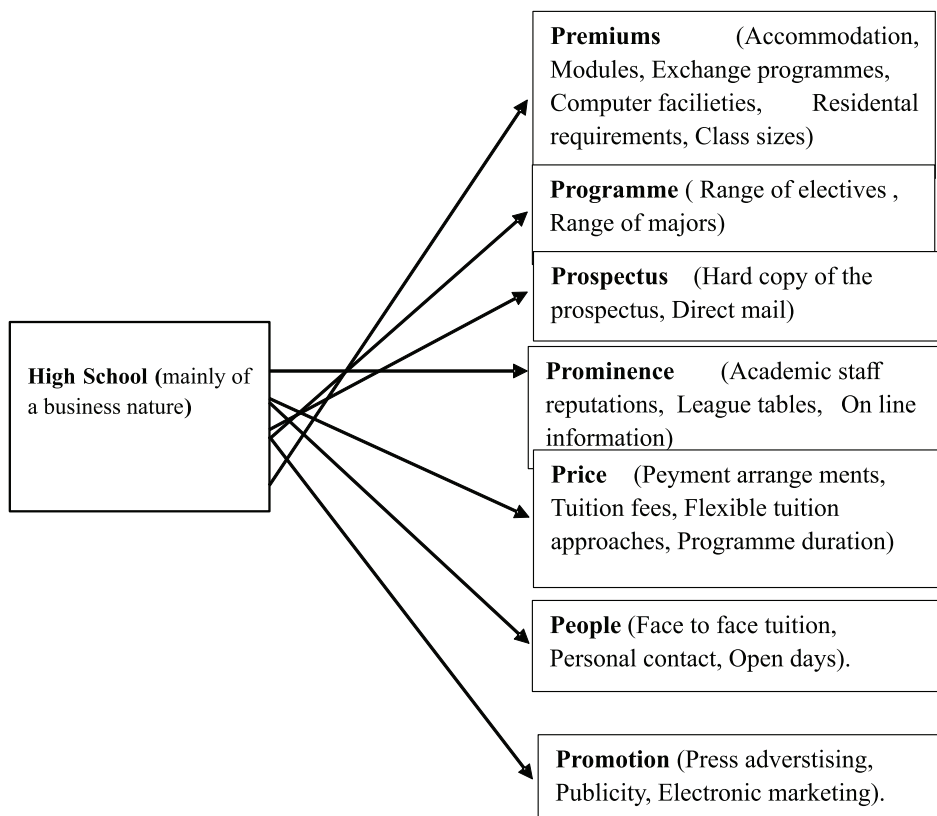 Premiums (Accommodation,
Modules, Exchange programmes,
Computer facilieties, Residental
requirements, Class sizes)
Programme ( Range of electives ,
Range of majors)
Prospectus (Hard copy of the
prospectus, Direct mail)
High School (mainly of
a business nature)
Prominence (Academic staff
reputations, League tables, On line
information)
Price (Peyment arrange ments,
Tuition fees, Flexible tuition
approaches, Programme duration)
People (Face to face tuition,
Personal contact, Open days).
Promotion (Press adverstising,
Publicity, Electronic marketing).